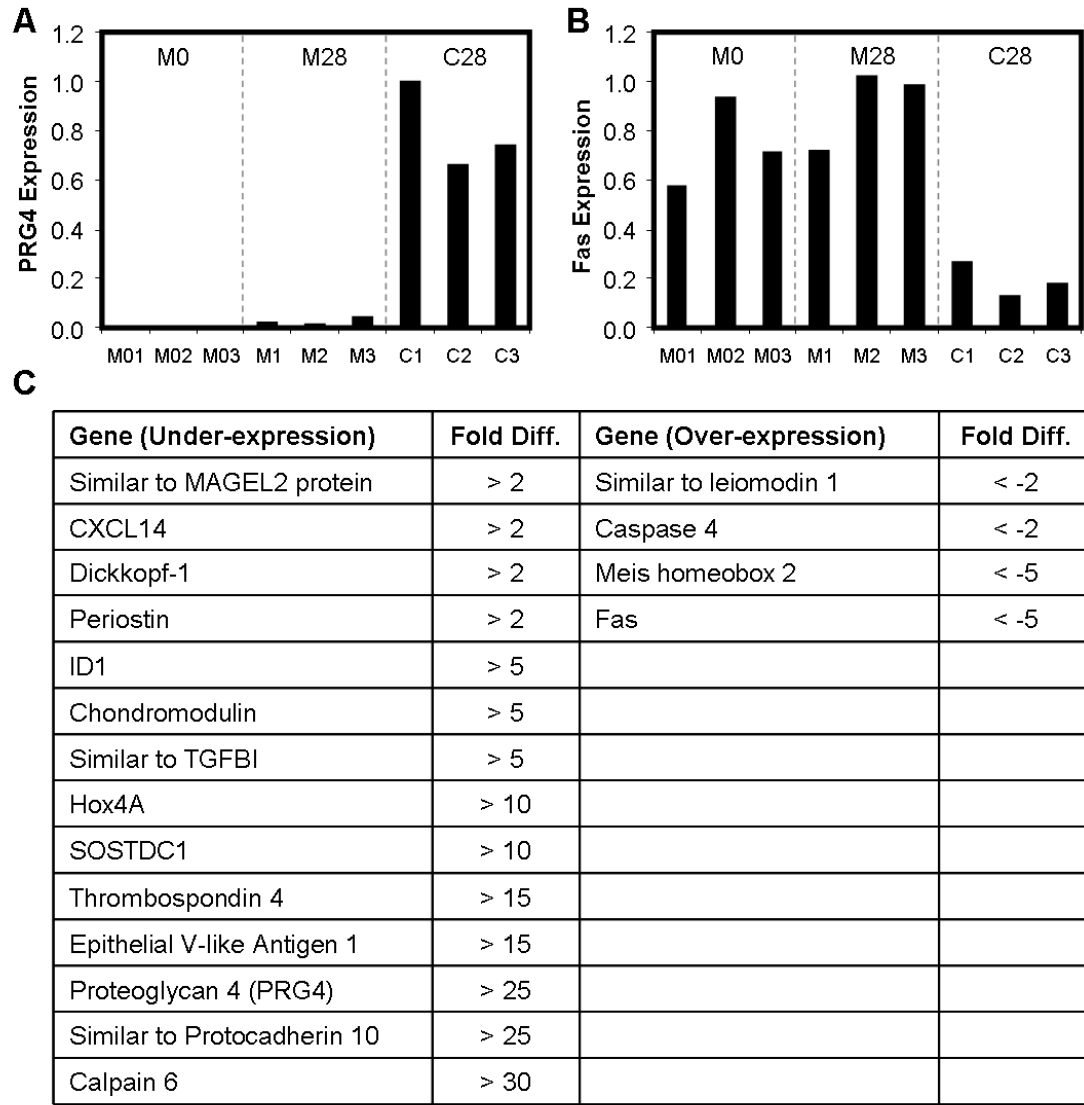 A
B
PRG4 Expression
1.2
1.0
0.8
0.6
0.4
0.2
0.0
M0 M28 C28
M01 M02 M03 M1 M2 M3 C1 C2 C3
Fas Expression
1.2
1.0
0.8
0.6
0.4
0.2
0.0
M0 M28 C28
M01 M02 M03 M1 M2 M3 C1 C2 C3
C
Gene (Under-expression) Fold Diff. Gene (Over-expression) Fold Diff.
Similar to MAGEL2 protein > 2 Similar to leiomodin 1 < -2
CXCL14 > 2 Caspase 4 < -2
Dickkopf-1 > 2 Meis homeobox 2 < -5
Periostin > 2 Fas < -5
ID1 > 5
Chondromodulin > 5
Similar to TGFBI > 5
Hox4A > 10
SOSTDC1 > 10
Thrombospondin 4 > 15
Epithelial V-like Antigen 1 > 15
Proteoglycan 4 (PRG4) > 25
Similar to Protocadherin 10 > 25
Calpain 6 > 30